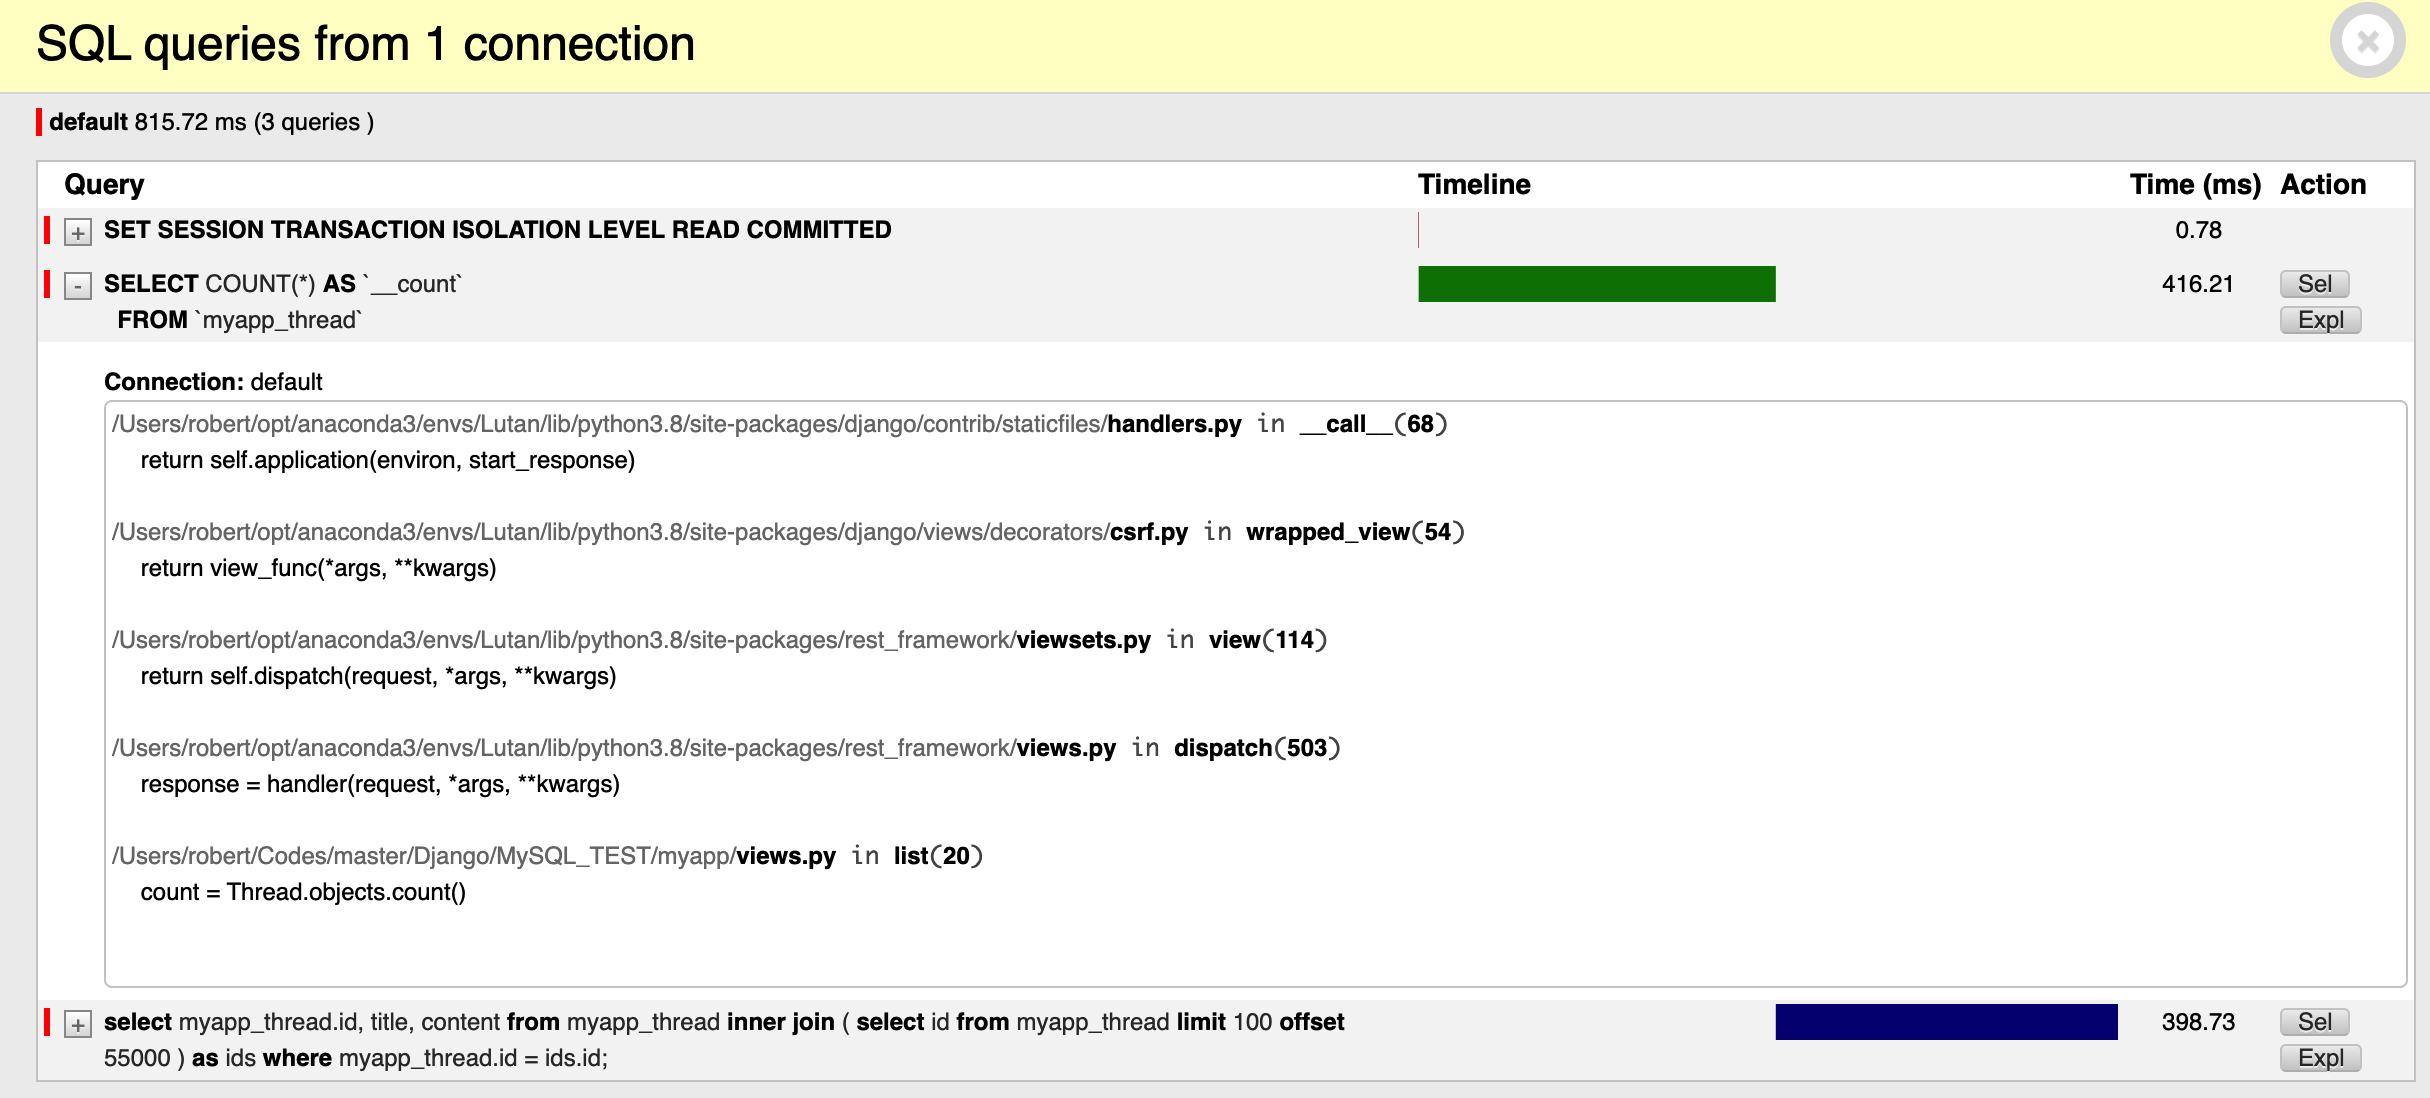 SQL queries from 1 connection
default 815.72 ms (3 queries )
Query Timeline Time (ms) Action
+ SET SESSION TRANSACTION ISOLATION LEVEL READ COMMITTED 0.78
- SELECT COUNT(*) AS `__count` 416.21 Sel
FROM `myapp_thread` Expl
Connection: default
/Users/robert/opt/anaconda3/envs/Lutan/lib/python3.8/site-packages/django/contrib/staticfiles/handlers.py in __call__(68)
return self.application(environ, start_response)
/Users/robert/opt/anaconda3/envs/Lutan/lib/python3.8/site-packages/django/views/decorators/csrf.py in wrapped_view(54)
return view_func(*args, **kwargs)
/Users/robert/opt/anaconda3/envs/Lutan/lib/python3.8/site-packages/rest_framework/viewsets.py in view(114)
return self.dispatch(request, *args, **kwargs)
/Users/robert/opt/anaconda3/envs/Lutan/lib/python3.8/site-packages/rest_framework/views.py in dispatch(503)
response = handler(request, *args, **kwargs)
/Users/robert/Codes/master/Django/MySQL_TEST/myapp/views.py in list(20)
count = Thread.objects.count()
+ select myapp_thread.id, title, content from myapp_thread inner join ( select id from myapp_thread limit 100 offset 398.73 Sel
55000 ) as ids where myapp_thread.id = ids.id; Expl